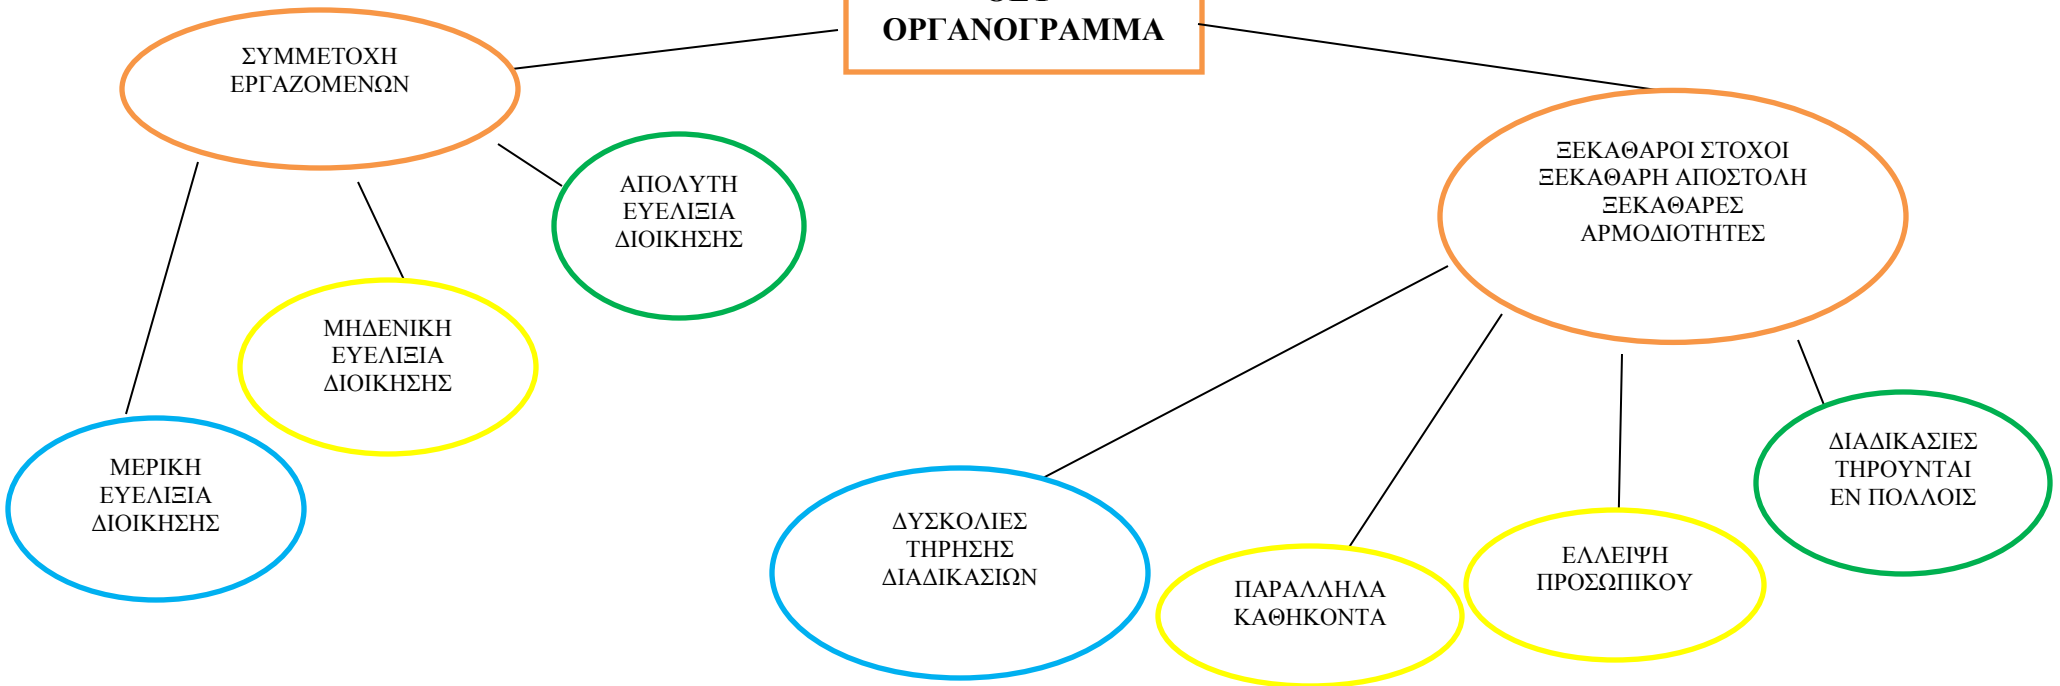 ΟΡΓΑΝΟΓΡΑΜΜΑ
ΣΥΜΜΕΤΟΧΗ
ΕΡΓΑΖΟΜΕΝΩΝ
ΑΠΟΛΥΤΗ
ΕΥΕΛΙΞΙΑ
ΔΙΟΙΚΗΣΗΣ
ΜΗΔΕΝΙΚΗ
ΕΥΕΛΙΞΙΑ
ΔΙΟΙΚΗΣΗΣ
ΜΕΡΙΚΗ
ΕΥΕΛΙΞΙΑ
ΔΙΟΙΚΗΣΗΣ
ΞΕΚΑΘΑΡΟΙ ΣΤΟΧΟΙ
ΞΕΚΑΘΑΡΗ ΑΠΟΣΤΟΛΗ
ΞΕΚΑΘΑΡΕΣ
ΑΡΜΟΔΙΟΤΗΤΕΣ
ΔΥΣΚΟΛΙΕΣ
ΤΗΡΗΣΗΣ
ΔΙΑΔΙΚΑΣΙΩΝ
ΠΑΡΑΛΛΗΛΑ
ΚΑΘΗΚΟΝΤΑ
ΕΛΛΕΙΨΗ
ΠΡΟΣΩΠΙΚΟΥ
ΔΙΑΔΙΚΑΣΙΕΣ
ΤΗΡΟΥΝΤΑΙ
ΕΝ ΠΟΛΛΟΙΣ